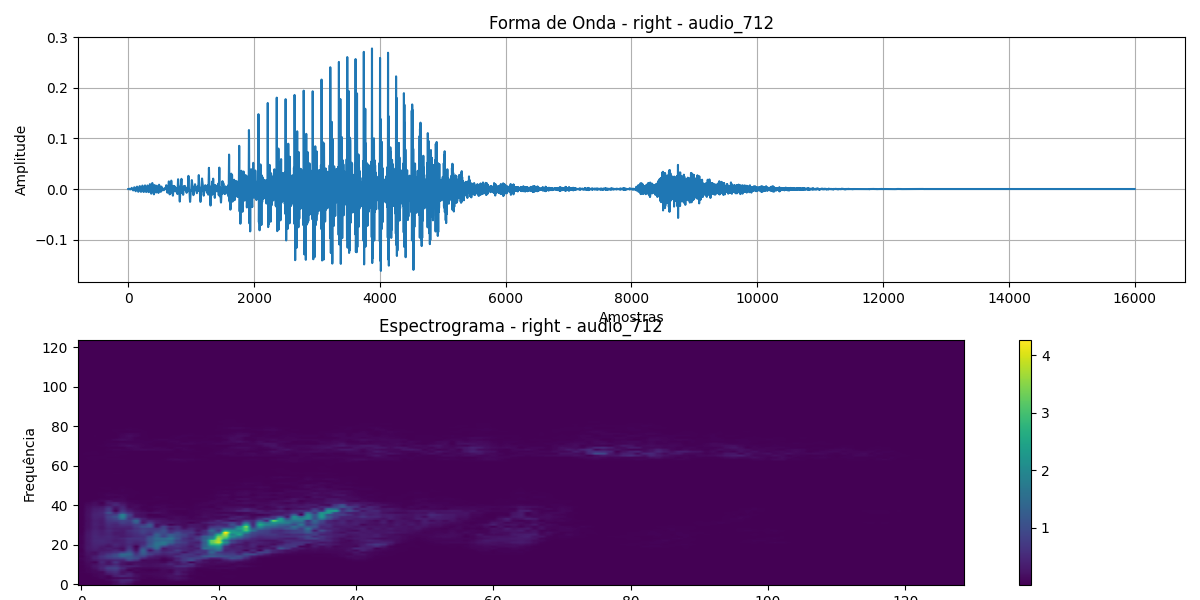 Forma de Onda - right - audio_712
0.3
0.2
0.1
0.0
−0.1
Amplitude
0 2000 4000 6000 8000 10000 12000 14000 16000
Amostras
Espectrograma - right - audio_712
120
100
80
60
40
20
0
Frequência
0 20 40 60 80 100 120
4
3
2
1